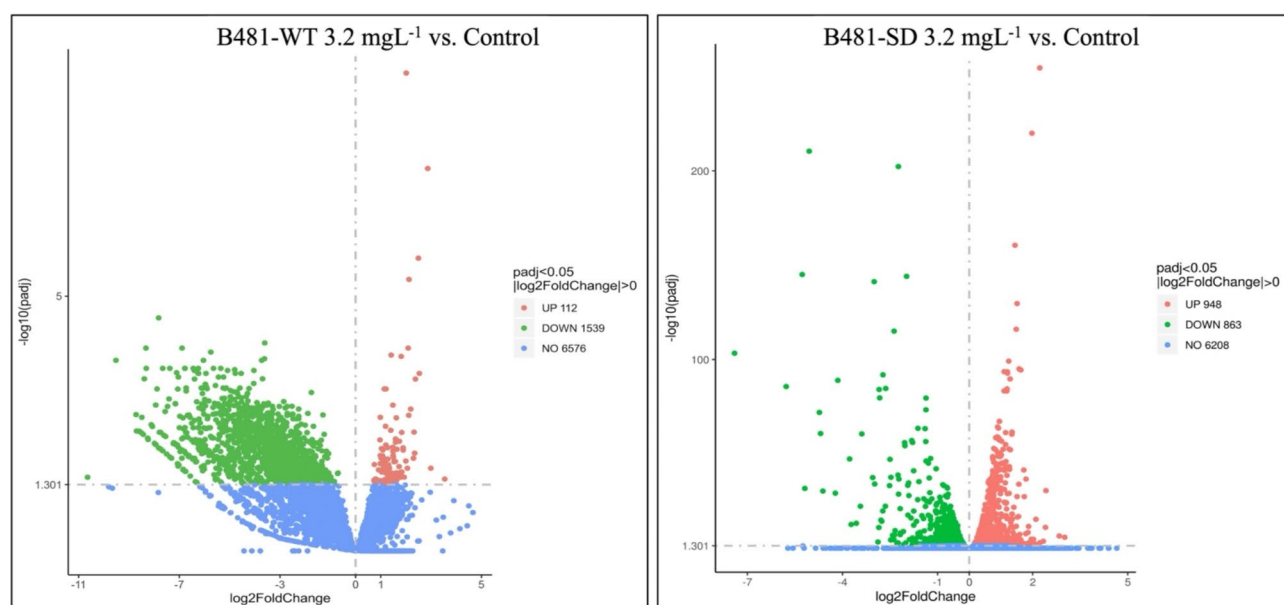 B481-WT 3.2 mgL⁻¹ vs. Control
-log10(padj)
5
1.301
-11
-7
-3
0
1
5
log2FoldChange
padj<0.05
|log2FoldChange|>0
UP 112
DOWN 1539
NO 6576
B481-SD 3.2 mgL⁻¹ vs. Control
-log10(padj)
200
100
1.301
-7
-4
-1
0
2
5
log2FoldChange
padj<0.05
|log2FoldChange|>0
UP 948
DOWN 863
NO 6208